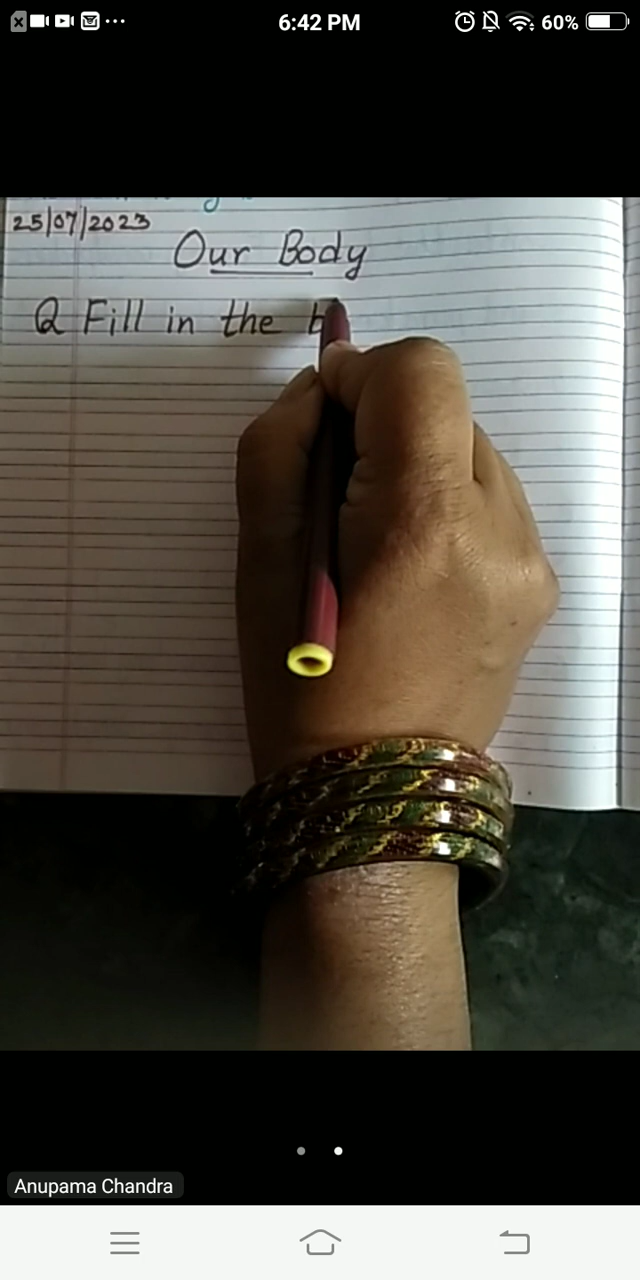 6:42 PM
60%
25/07/2023
Our Body
Q Fill in the b
Anupama Chandra